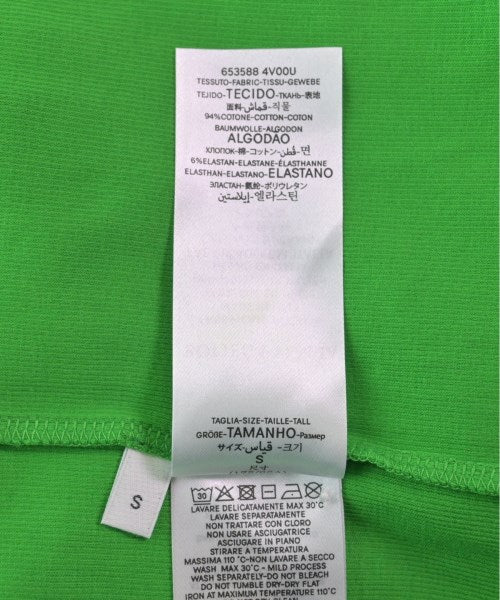 653588 4V00U
TESSUTO-FABRIC-TISSU-GEWEBE
TEJIDO-TECIDO-ТКАНЬ-表地
面料-قماش-직물
94%COTONE-COTTON-COTON
BAUMWOLLE-ALGODON
ALGODAO
ХЛОПОК-棉-コットン-قطن-면
6%ELASTAN-ELASTANE-ÉLASTHANNE
ELASTHAN-ELASTANO-ELASTANO
ЭЛАСТАН-氨纶-ポリウレタン
إيلاستين-엘라스틴
TAGLIA-SIZE-TAILLE-TALL
GRÖßE-TAMANHO-Размер
サイズ-قياس-크기
S
尺寸
S
30
LAVARE DELICATAMENTE MAX 30°C
LAVARE SEPARATAMENTE
NON TRATTARE CON CLORO
NON USARE ASCIUGATRICE
ASCIUGARE IN PIANO
STIRARE A TEMPERATURA
MASSIMA 110 °C-NON LAVARE A SECCO
WASH MAX 30°C - MILD PROCESS
WASH SEPARATELY-DO NOT BLEACH
DO NOT TUMBLE DRY-DRY FLAT
IRON AT MAXIMUM TEMPERATURE 110°C